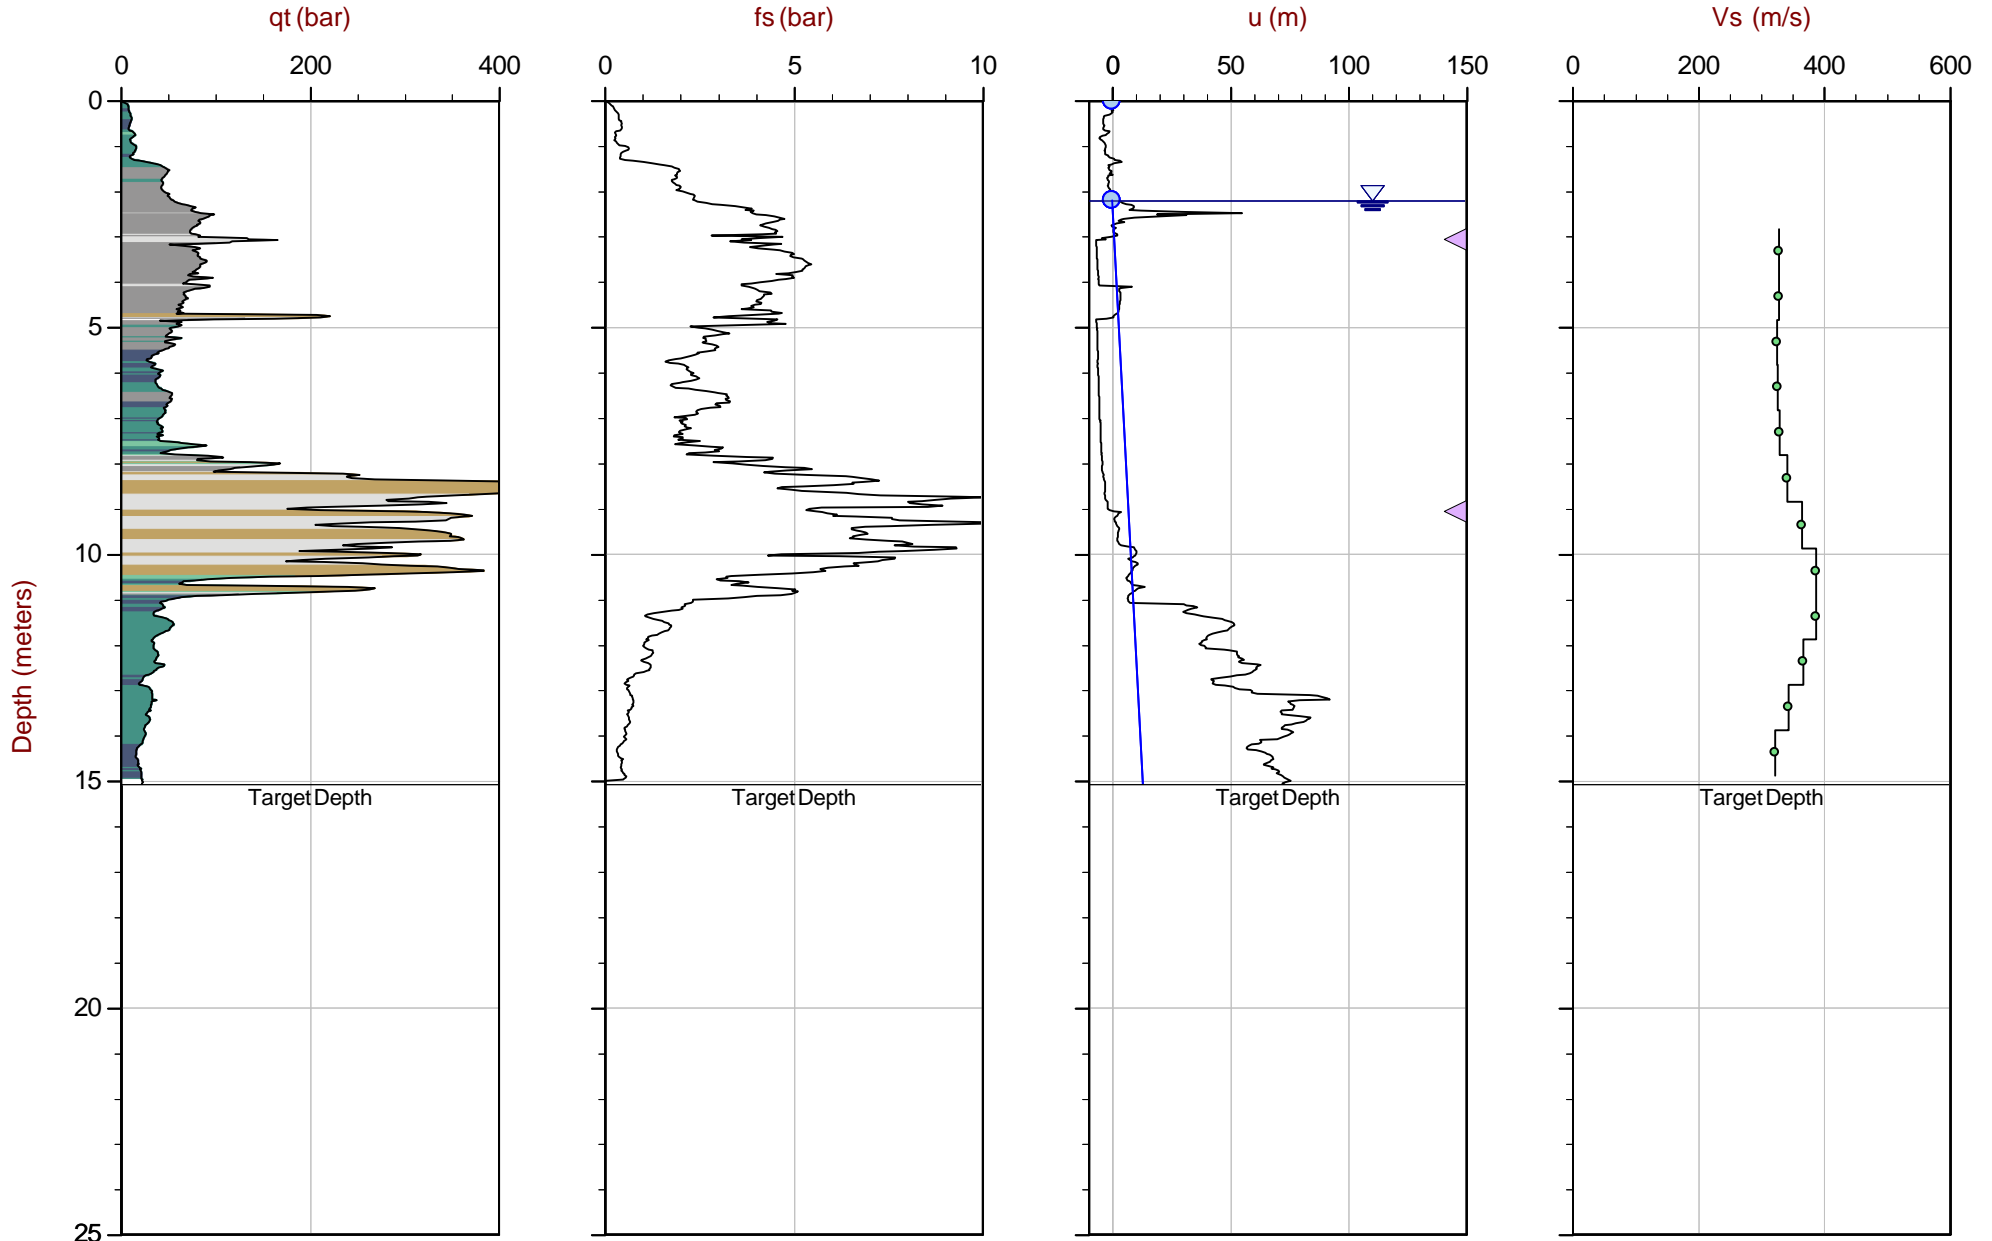 qt (bar) fs (bar) u (m) Vs (m/s)
0 200 400 0 5 10 0 50 100 150 0 200 400 600
0
5
10
Depth (meters)
15
Target Depth Target Depth Target Depth Target Depth
20
25